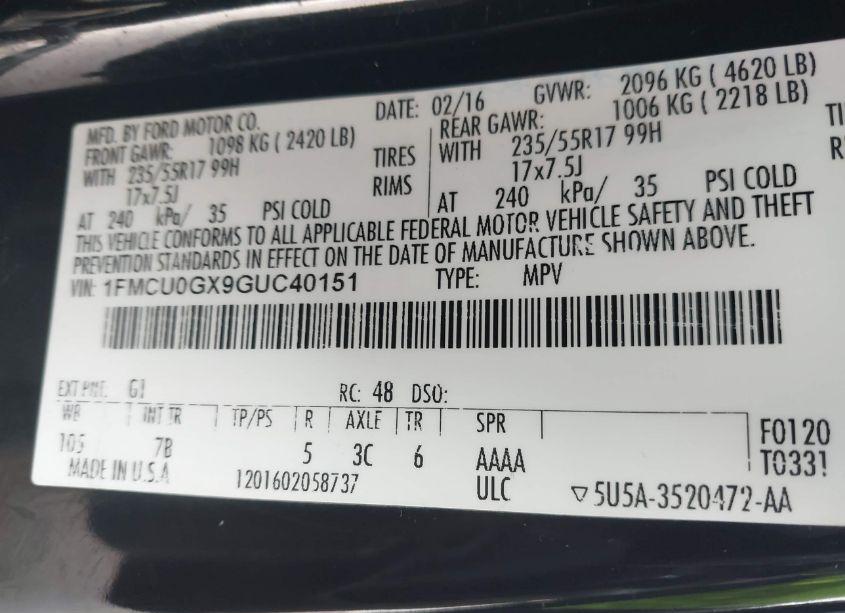 MFD. BY FORD MOTOR CO. DATE: 02/16 GVWR: 2096 KG ( 4620 LB)
FRONT GAWR: 1098 KG ( 2420 LB) REAR GAWR: 1006 KG ( 2218 LB)
WITH 235/55R17 99H TIRES WITH 235/55R17 99H TI
17x7.5J RIMS 17x7.5J R
AT 240 kPa/ 35 PSI COLD AT 240 kPa/ 35 PSI COLD
THIS VEHICLE CONFORMS TO ALL APPLICABLE FEDERAL MOTOR VEHICLE SAFETY AND THEFT
PREVENTION STANDARDS IN EFFECT ON THE DATE OF MANUFACTURE SHOWN ABOVE.
VIN: 1FMCU0GX9GUC40151 TYPE: MPV
EXT PNT: G1 RC: 48 DSO:
WB INT TR TP/PS R AXLE TR SPR F0120
105 7B 5 3C 6 AAAA T0331
MADE IN U.S.A 1201602058737 ULC ▽5U5A-3520472-AA